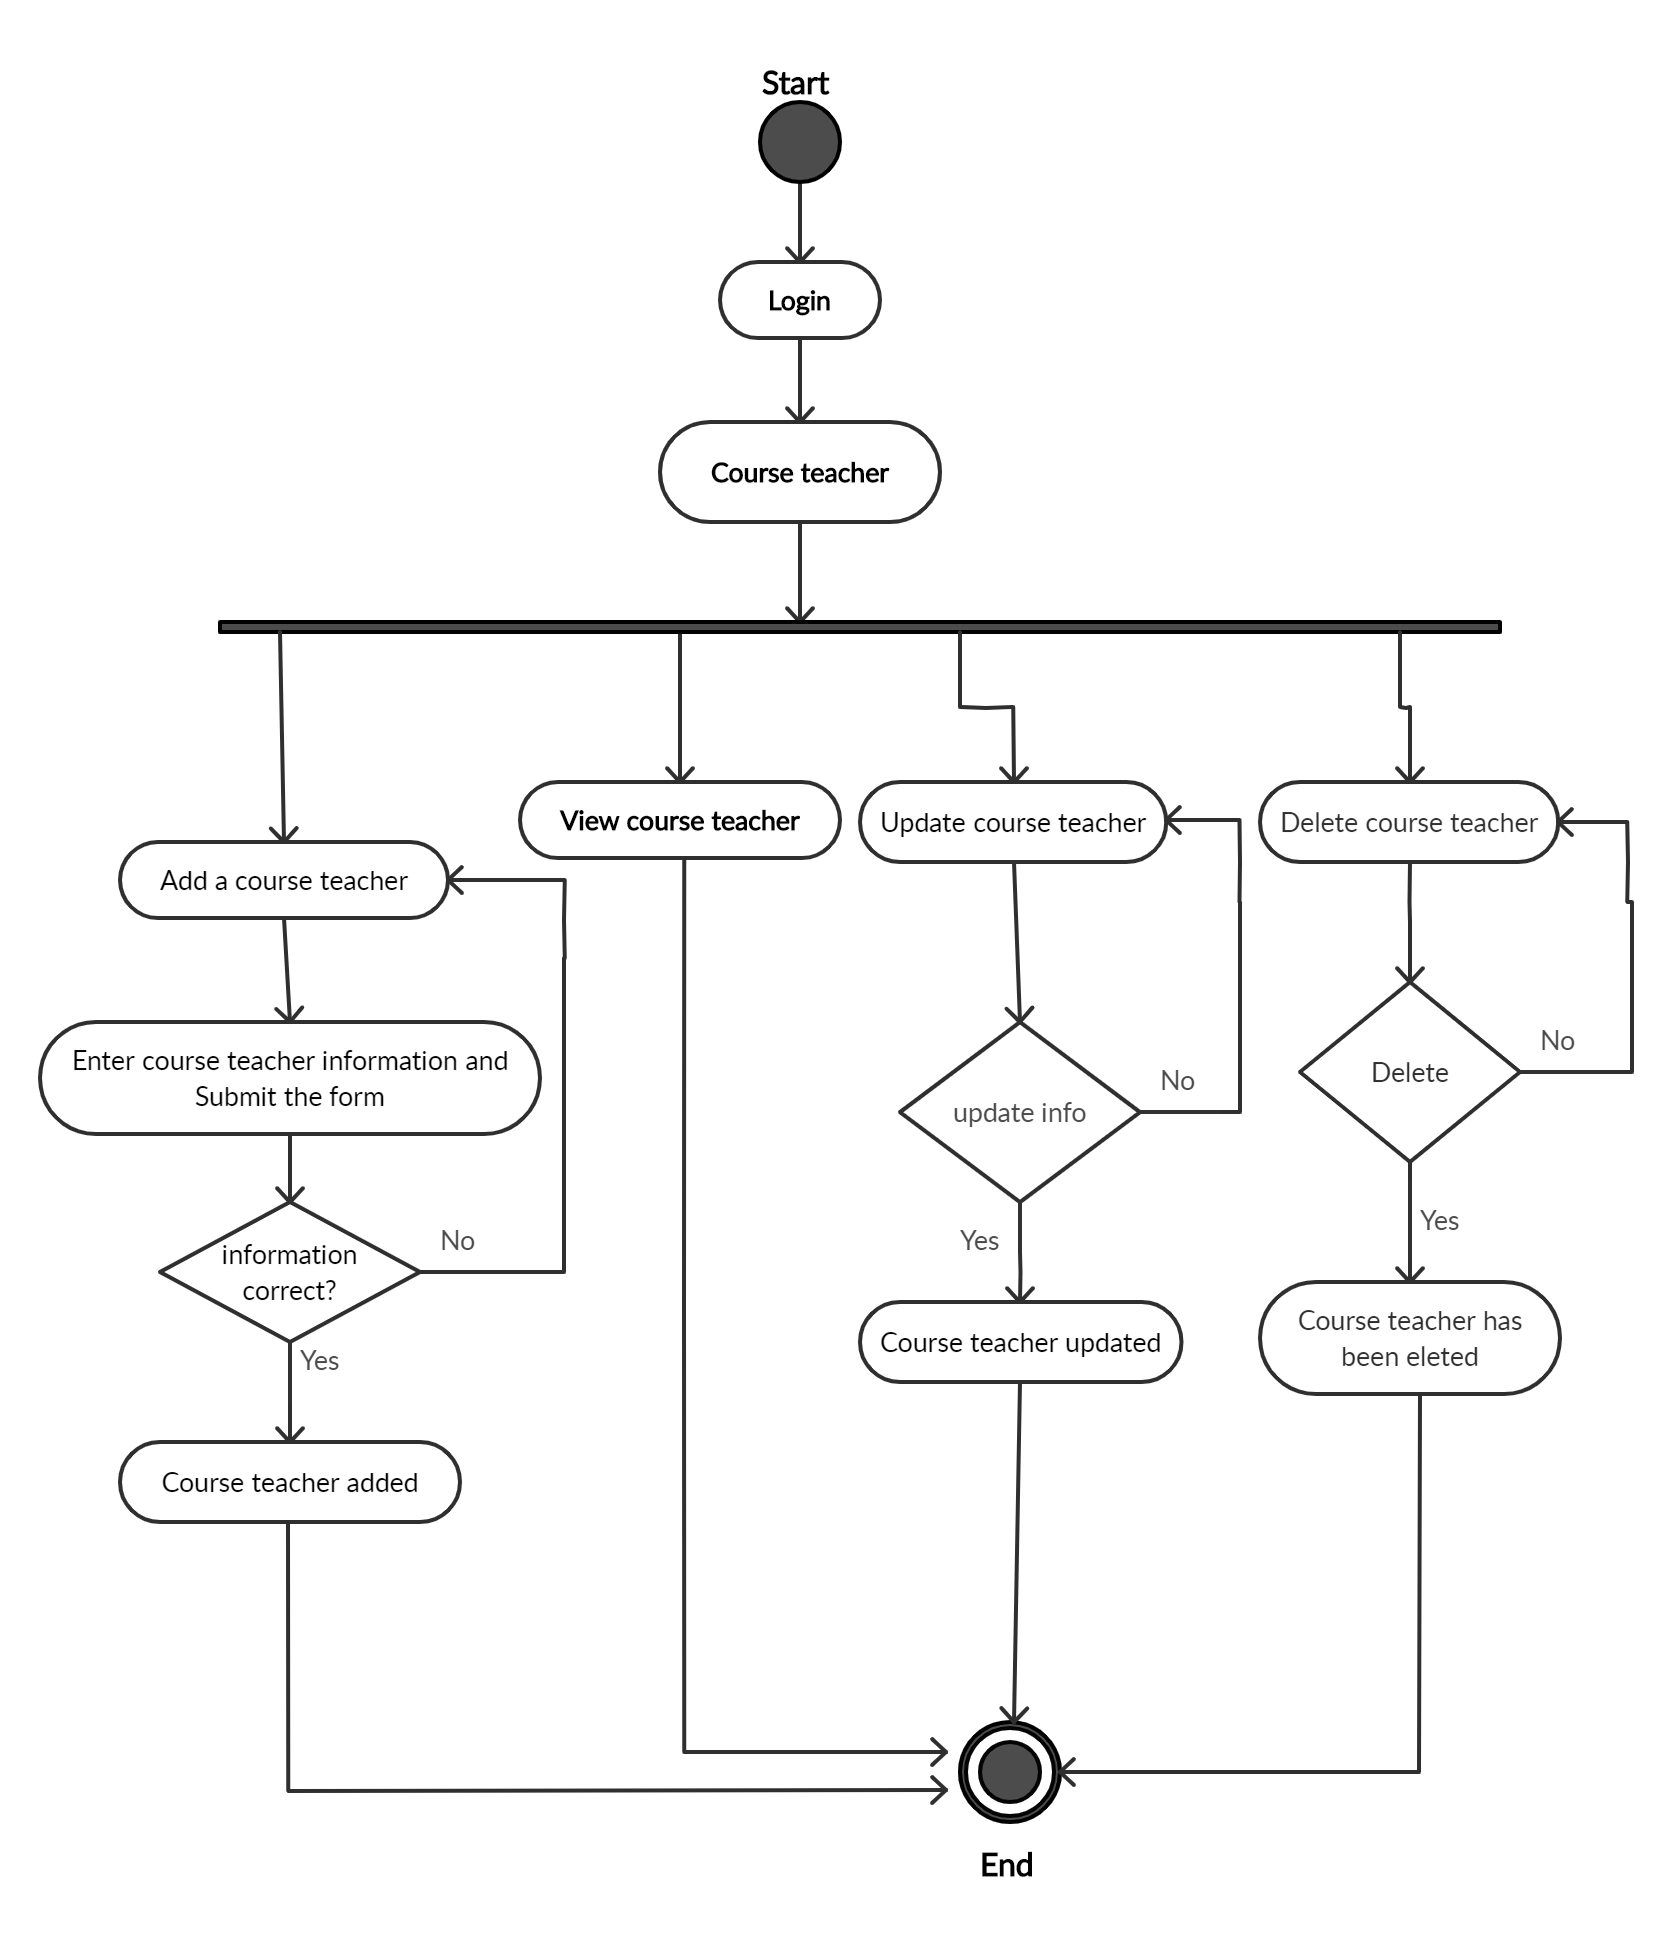 Start
Login
Course teacher
View course teacher
Update course teacher
Delete course teacher
Add a course teacher
Enter course teacher information and
Submit the form
No
Delete
No
update info
information
correct?
No
Yes
Yes
Yes
Course teacher updated
Course teacher has
been eleted
Course teacher added
End